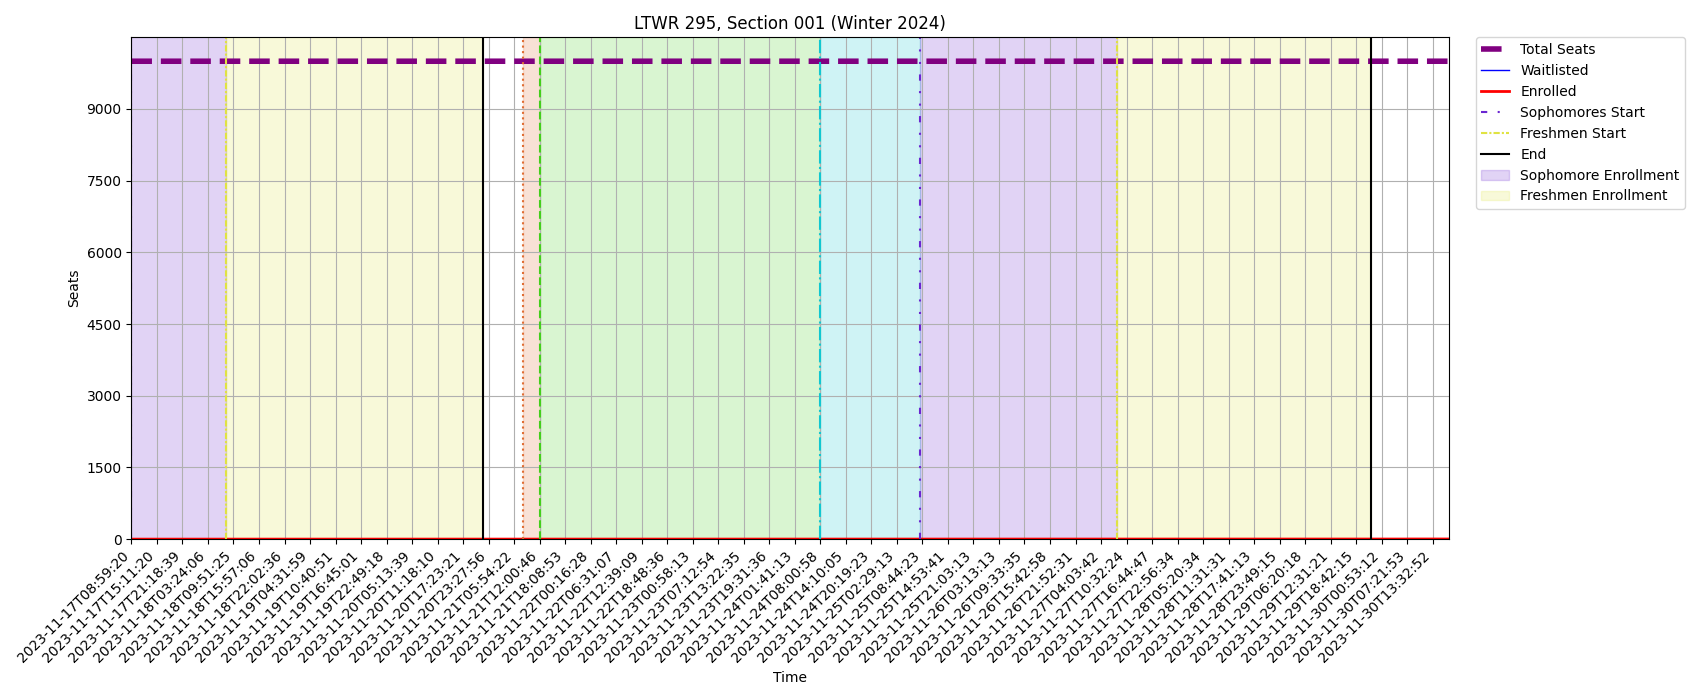 LTWR 295, Section 001 (Winter 2024)
Total Seats
Waitlisted
Enrolled
Sophomores Start
Freshmen Start
End
Sophomore Enrollment
Freshmen Enrollment
Seats
9000
7500
6000
4500
3000
1500
0
2023-11-17T08:59:20
2023-11-17T15:11:20
2023-11-17T21:18:39
2023-11-18T03:24:06
2023-11-18T09:51:25
2023-11-18T15:57:06
2023-11-18T22:02:36
2023-11-19T04:31:59
2023-11-19T10:40:51
2023-11-19T16:45:01
2023-11-19T22:49:18
2023-11-20T05:13:39
2023-11-20T11:18:10
2023-11-20T17:23:21
2023-11-20T23:27:56
2023-11-21T05:54:22
2023-11-21T12:00:46
2023-11-21T18:08:53
2023-11-22T00:16:28
2023-11-22T06:31:07
2023-11-22T12:39:09
2023-11-22T18:48:36
2023-11-23T00:58:13
2023-11-23T07:12:54
2023-11-23T13:22:35
2023-11-23T19:31:36
2023-11-24T01:41:13
2023-11-24T08:00:58
2023-11-24T14:10:05
2023-11-24T20:19:23
2023-11-25T02:29:13
2023-11-25T08:44:23
2023-11-25T14:53:41
2023-11-25T21:03:13
2023-11-26T03:13:13
2023-11-26T09:33:35
2023-11-26T15:42:58
2023-11-26T21:52:31
2023-11-27T04:03:42
2023-11-27T10:32:24
2023-11-27T16:44:47
2023-11-27T22:56:34
2023-11-28T05:20:34
2023-11-28T11:31:31
2023-11-28T17:41:13
2023-11-28T23:49:15
2023-11-29T06:20:18
2023-11-29T12:31:21
2023-11-29T18:42:15
2023-11-30T00:53:12
2023-11-30T07:21:53
2023-11-30T13:32:52
Time